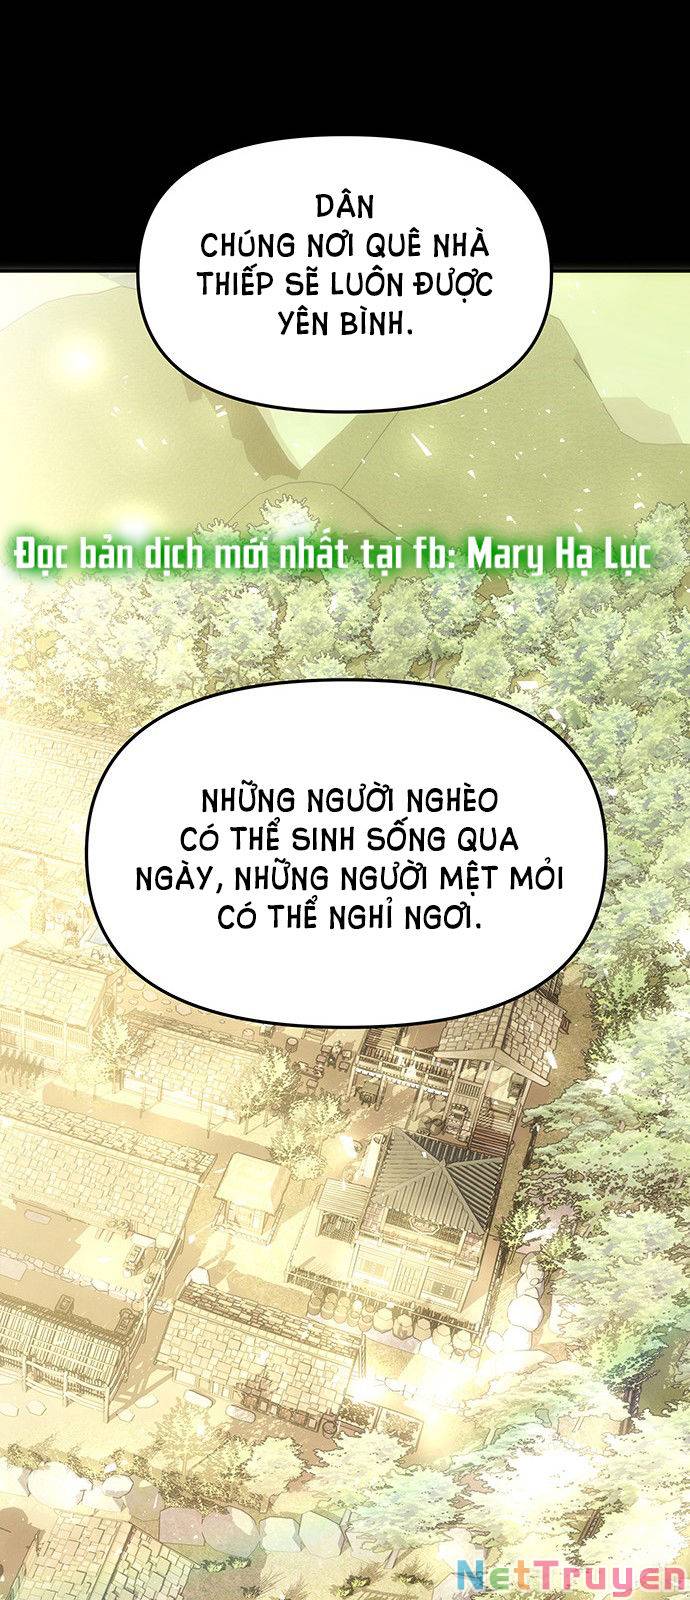 DÂN
CHÚNG NƠI QUÊ NHÀ
THIẾP SẼ LUÔN ĐƯỢC
YÊN BÌNH.
Đọc bản dịch mới nhất tại fb: Mary Hạ Lục
NHỮNG NGƯỜI NGHÈO
CÓ THỂ SINH SỐNG QUA
NGÀY, NHỮNG NGƯỜI MỆT MỎI
CÓ THỂ NGHỈ NGƠI.
NetTruyen